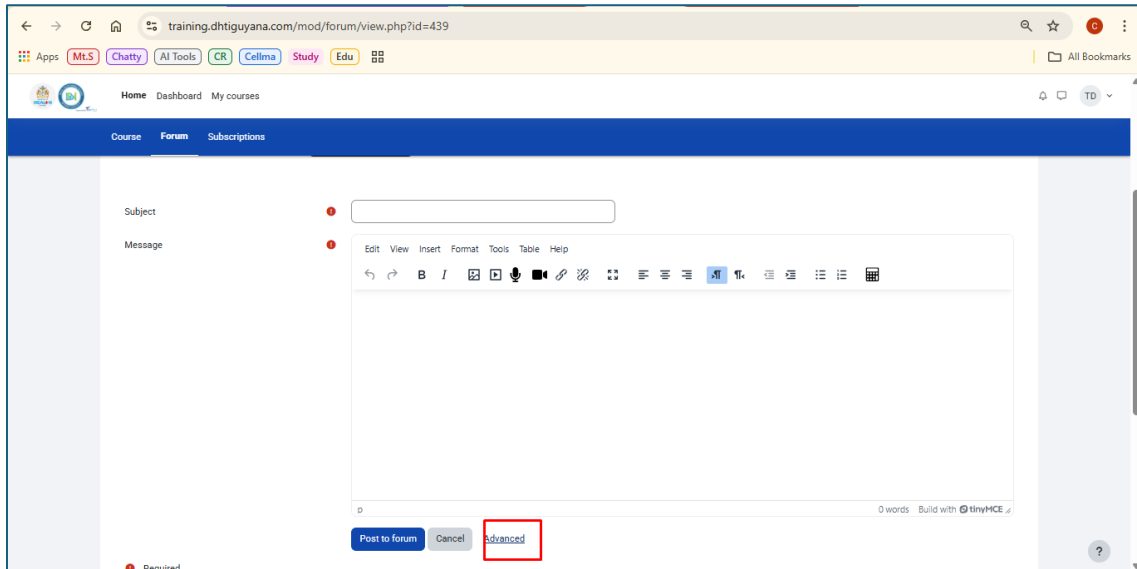 training.dhtiguyana.com/mod/forum/view.php?id=439
C
Apps Mt.S Chatty AI Tools CR Cellma Study Edu All Bookmarks
Home Dashboard My courses TD
Course Forum Subscriptions
Subject
Message
Edit View Insert Format Tools Table Help
B I
p 0 words Build with tinyMCE
Post to forum Cancel Advanced
?
Required